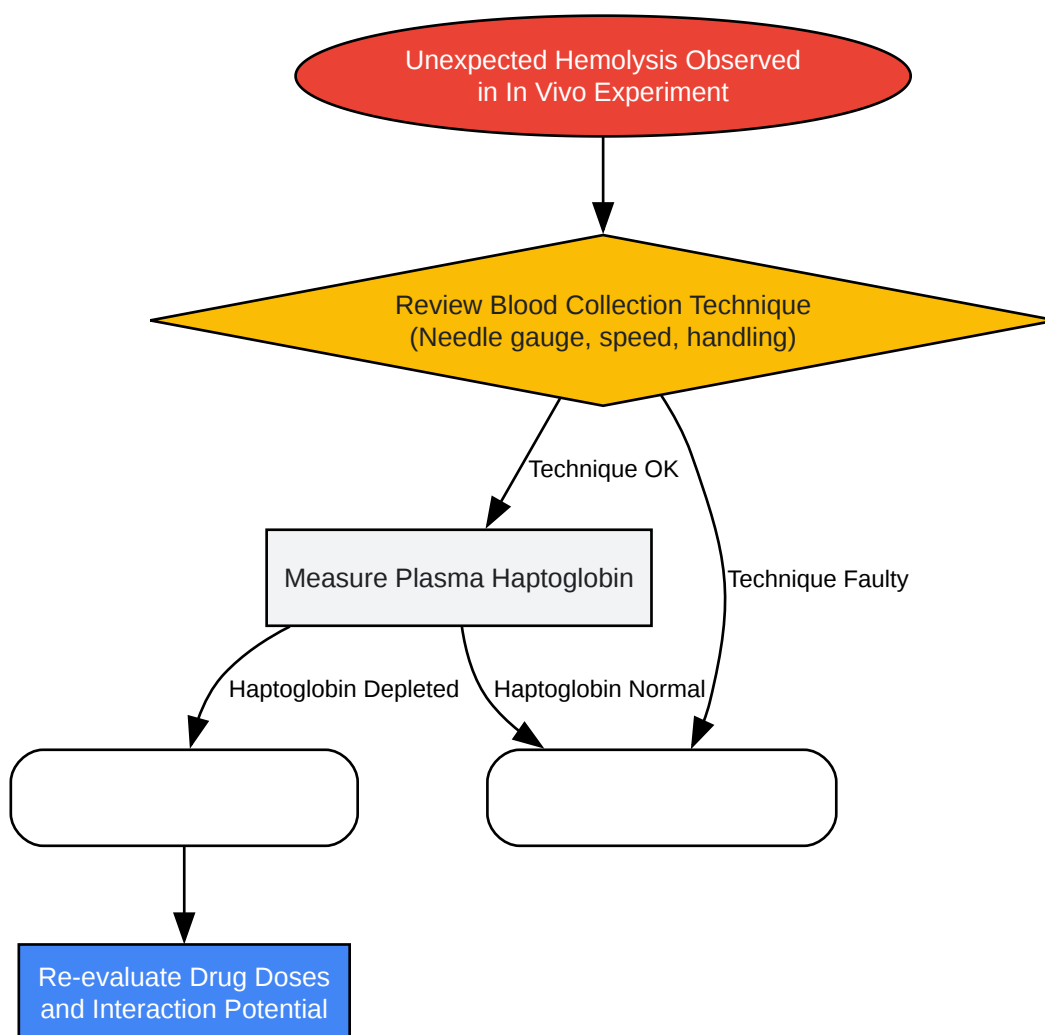 Unexpected Hemolysis Observed
in In Vivo Experiment
Review Blood Collection Technique
(Needle gauge, speed, handling)
Technique OK
Measure Plasma Haptoglobin
Technique Faulty
Haptoglobin Depleted
Haptoglobin Normal
Re-evaluate Drug Doses
and Interaction Potential